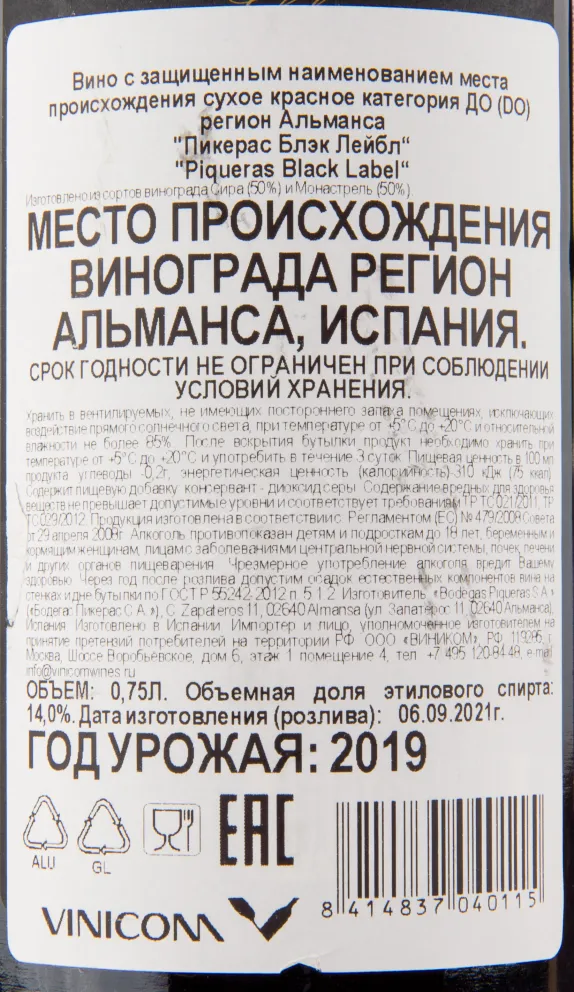 Вино с защищенным наименованием места
происхождения сухое красное категория ДО (DO)
регион Альманса
"Пикерас Блэк Лейбл"
"Piqueras Black Label"
Изготовлено из сортов винограда Сира (50%) и Монастрель (50%).
МЕСТО ПРОИСХОЖДЕНИЯ
ВИНОГРАДА РЕГИОН
АЛЬМАНСА, ИСПАНИЯ.
СРОК ГОДНОСТИ НЕ ОГРАНИЧЕН ПРИ СОБЛЮДЕНИИ
УСЛОВИЙ ХРАНЕНИЯ.
Хранить в вентилируемых, не имеющих постороннего запаха помещениях, исключающих
воздействие прямого солнечного света, при температуре от +5°C до +20°C и относительной
влажности не более 85%. После вскрытия бутылки продукт необходимо хранить при
температуре от +5°C до +20°C и употребить в течение 3 суток. Пищевая ценность в 100 мл
продукта: углеводы -0,2г, энергетическая ценность (калорийность)-310 кДж (75 ккал).
Содержит пищевую добавку консервант - диоксид серы. Содержание вредных для здоровья
веществ не превышает допустимые уровни и соответствует требованиям ТР ТС 021/2011, ТР
ТС 029/2012. Продукция изготовлена в соответствии с Регламентом (ЕС) № 479/2008 Совета
от 29 апреля 2008г. Алкоголь противопоказан детям и подросткам до 18 лет, беременным и
кормящим женщинам, лицам с заболеваниями центральной нервной системы, почек, печени
и других органов пищеварения. Чрезмерное употребление алкоголя вредит Вашему
здоровью. Через год после розлива допустим осадок естественных компонентов вина на
стенках и дне бутылки по ГОСТ Р 55242-2012 п. 5.1.2. Изготовитель: «Bodegas Piqueras S.A.»
(«Бодегаc Пикерас С.А.»), C. Zapateros 11, 02640 Almansa (ул. Запатерос 11, 02640 Альманса),
Испания. Изготовлено в Испании. Импортер и лицо, уполномоченное изготовителем на
принятие претензий потребителей на территории РФ: ООО «ВИНИКОМ», РФ, 119285, г.
Москва, Шоссе Воробьёвское, дом 6, этаж 1 помещение 4, тел. +7 495 120-84-48, e-mail
info@vinicomwines.ru
ОБЪЕМ: 0,75Л. Объемная доля этилового спирта:
14,0%. Дата изготовления (розлива): 06.09.2021г.
ГОД УРОЖАЯ: 2019
ALU GL EAC
VINICOM
8 414837 040115